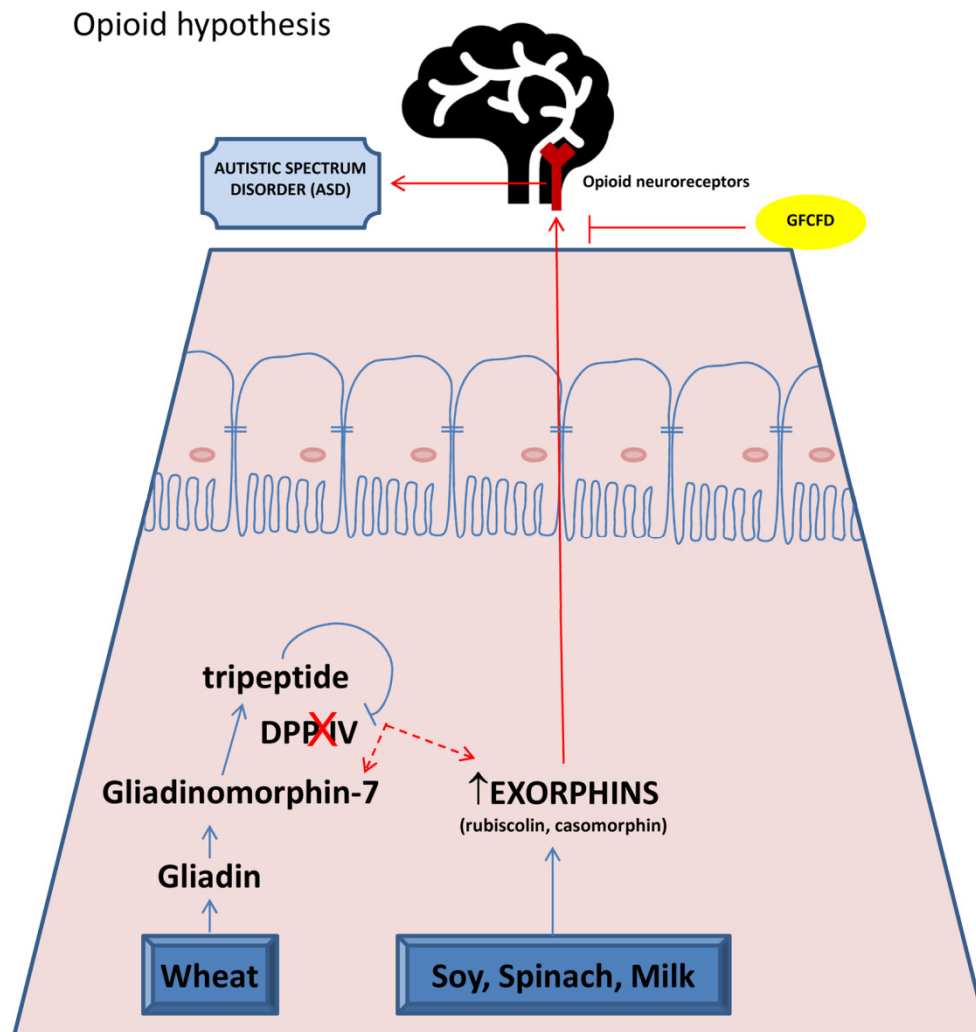 Opioid hypothesis
AUTISTIC SPECTRUM
DISORDER (ASD)
Opioid neuroreceptors
GFCFD
tripeptide
DPP IV
Gliadinomorphin-7
↑EXORPHINS
(rubiscolin, casomorphin)
Gliadin
Wheat
Soy, Spinach, Milk